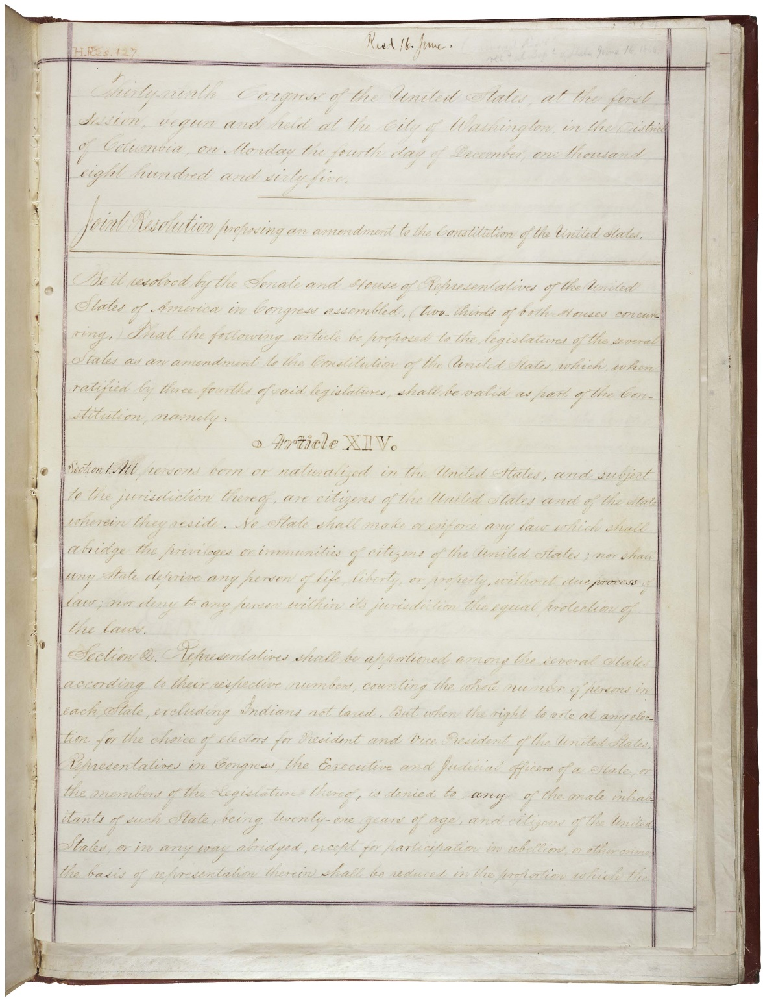 H.Res. 127.
Recd 16. June.
Thirty-ninth Congress of the United States, at the first
session, begun and held at the City of Washington, in the District
of Columbia, on Monday the fourth day of December, one thousand
eight hundred and sixty-five.
Joint Resolution proposing an amendment to the Constitution of the United States.
Be it resolved by the Senate and House of Representatives of the United
States of America in Congress assembled, (two-thirds of both Houses concur-
ring,) That the following article be proposed to the legislatures of the several
States as an amendment to the Constitution of the United States, which, when
ratified by three-fourths of said legislatures, shall be valid as part of the Con-
stitution, namely:
Article XIV.
Section 1. All persons born or naturalized in the United States, and subject
to the jurisdiction thereof, are citizens of the United States and of the State
wherein they reside. No State shall make or enforce any law which shall
abridge the privileges or immunities of citizens of the United States; nor shall
any State deprive any person of life, liberty, or property, without due process of
law; nor deny to any person within its jurisdiction the equal protection of
the laws.
Section 2. Representatives shall be apportioned among the several States
according to their respective numbers, counting the whole number of persons in
each State, excluding Indians not taxed. But when the right to vote at any elec-
tion for the choice of electors for President and Vice President of the United States,
Representatives in Congress, the Executive and Judicial officers of a State, or
the members of the Legislature thereof, is denied to any of the male inhab-
itants of such State, being twenty-one years of age, and citizens of the United
States, or in any way abridged, except for participation in rebellion, or other crime,
the basis of representation therein shall be reduced in the proportion which the